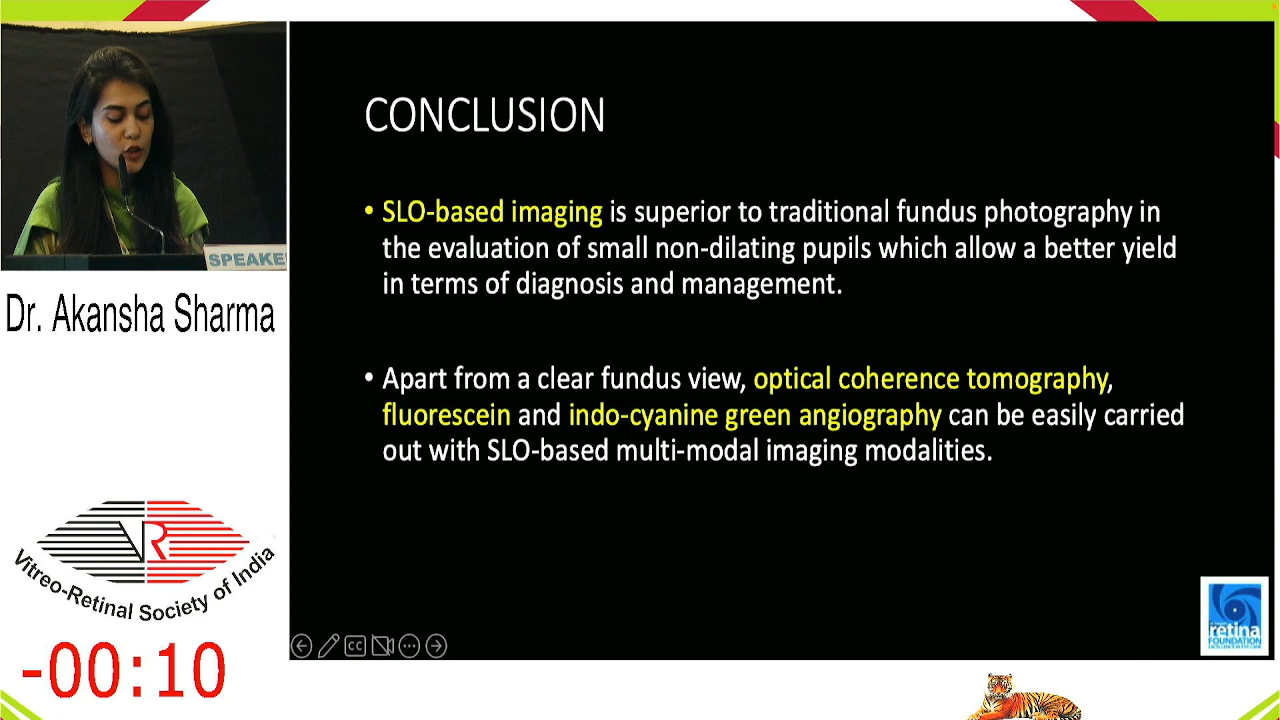 CONCLUSION
• SLO-based imaging is superior to traditional fundus photography in
the evaluation of small non-dilating pupils which allow a better yield
in terms of diagnosis and management.
• Apart from a clear fundus view, optical coherence tomography,
fluorescein and indo-cyanine green angiography can be easily carried
out with SLO-based multi-modal imaging modalities.
SPEAKE
Dr. Akansha Sharma
VR
Vitreo-Retinal Society of India
-00:10
CC
retina
FOUNDATION